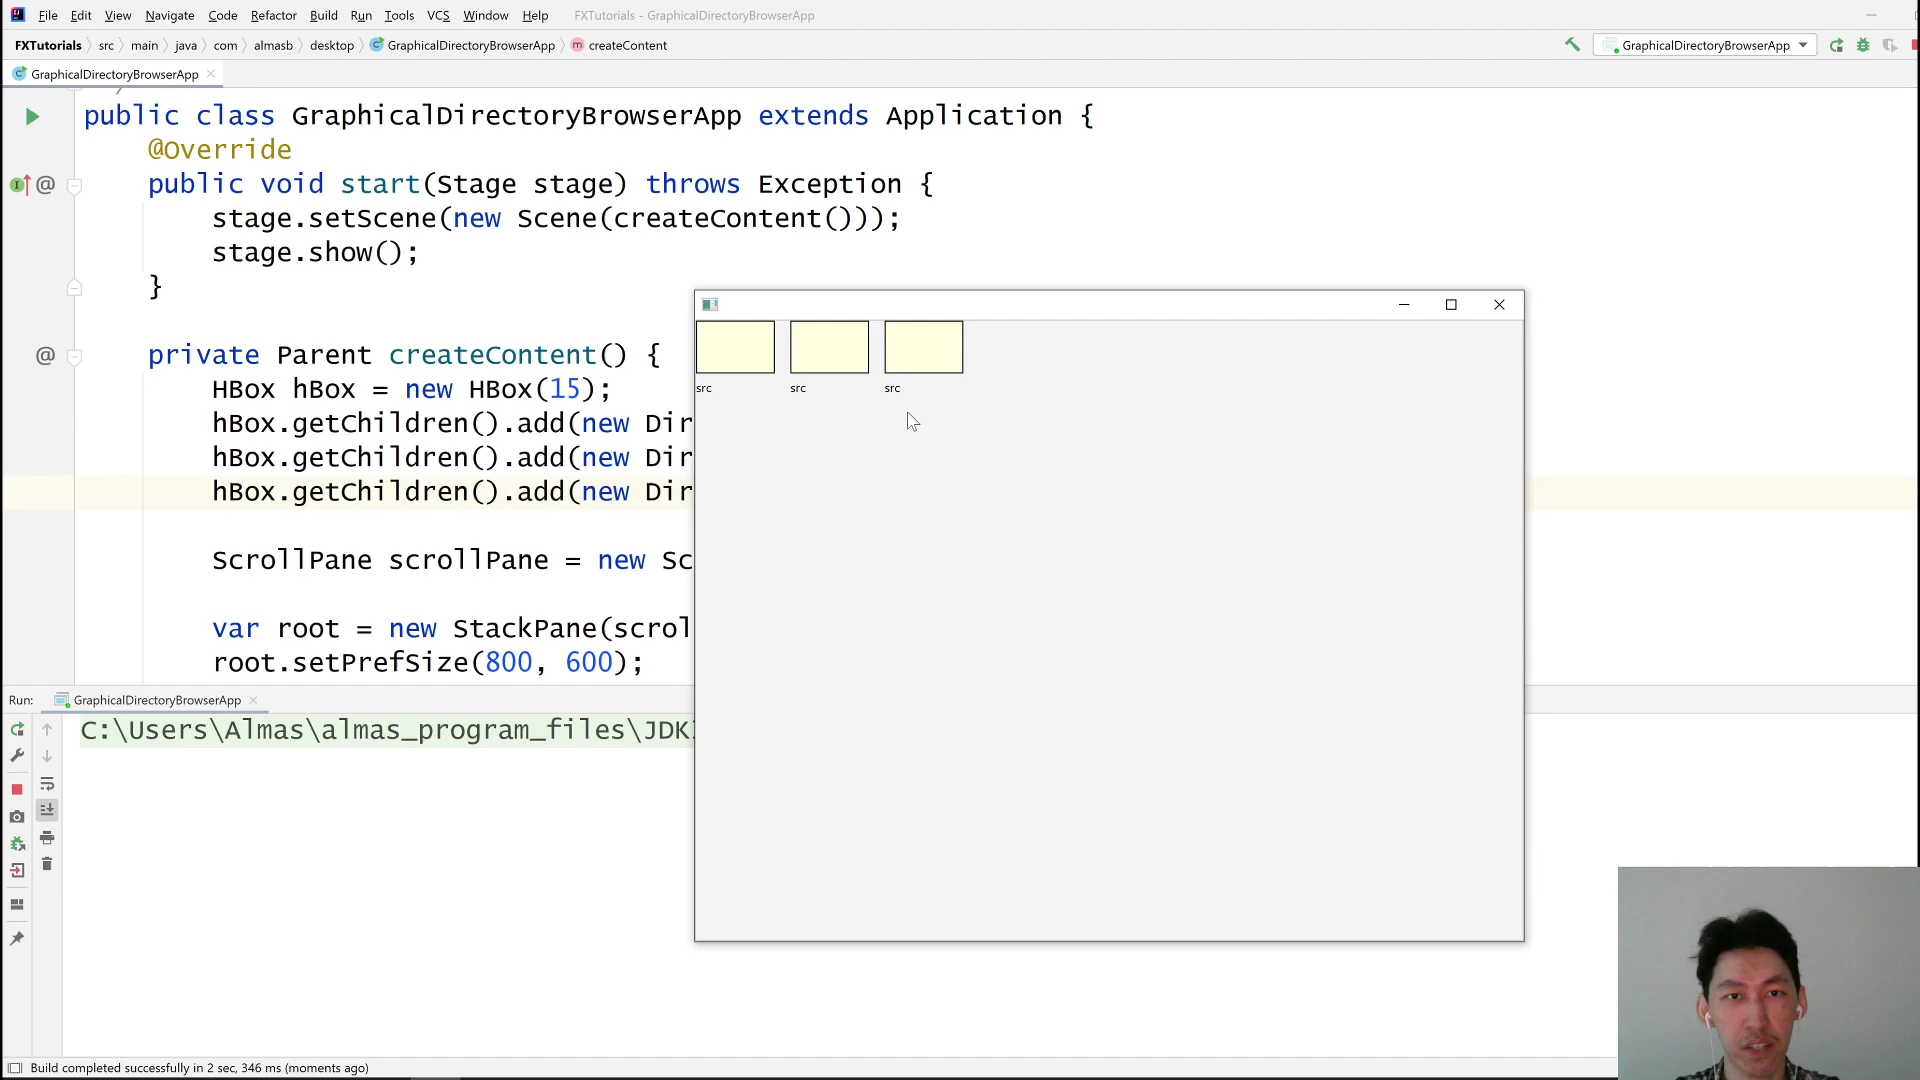 File Edit View Navigate Code Refactor Build Run Tools VCS Window Help FXTutorials - GraphicalDirectoryBrowserApp
FXTutorials src main java com almasb desktop GraphicalDirectoryBrowserApp createContent GraphicalDirectoryBrowserApp
GraphicalDirectoryBrowserApp
public class GraphicalDirectoryBrowserApp extends Application {
@Override
public void start(Stage stage) throws Exception {
stage.setScene(new Scene(createContent()));
stage.show();
}
private Parent createContent() {
HBox hBox = new HBox(15);
hBox.getChildren().add(new Dir
hBox.getChildren().add(new Dir
hBox.getChildren().add(new Dir
ScrollPane scrollPane = new Sc
var root = new StackPane(scrol
root.setPrefSize(800, 600);
src src src
Run: GraphicalDirectoryBrowserApp
C:\Users\Almas\almas_program_files\JDK
Build completed successfully in 2 sec, 346 ms (moments ago)